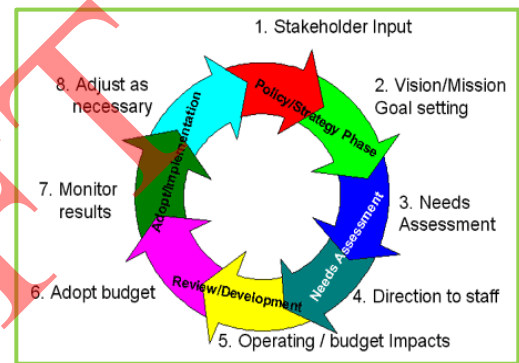 1. Stakeholder Input
2. Vision/Mission
Goal setting
3. Needs
Assessment
4. Direction to staff
5. Operating / budget Impacts
6. Adopt budget
7. Monitor
results
8. Adjust as
necessary
Policy/Strategy Phase
Needs Assessment
Review/Development
Adopt/Implementation